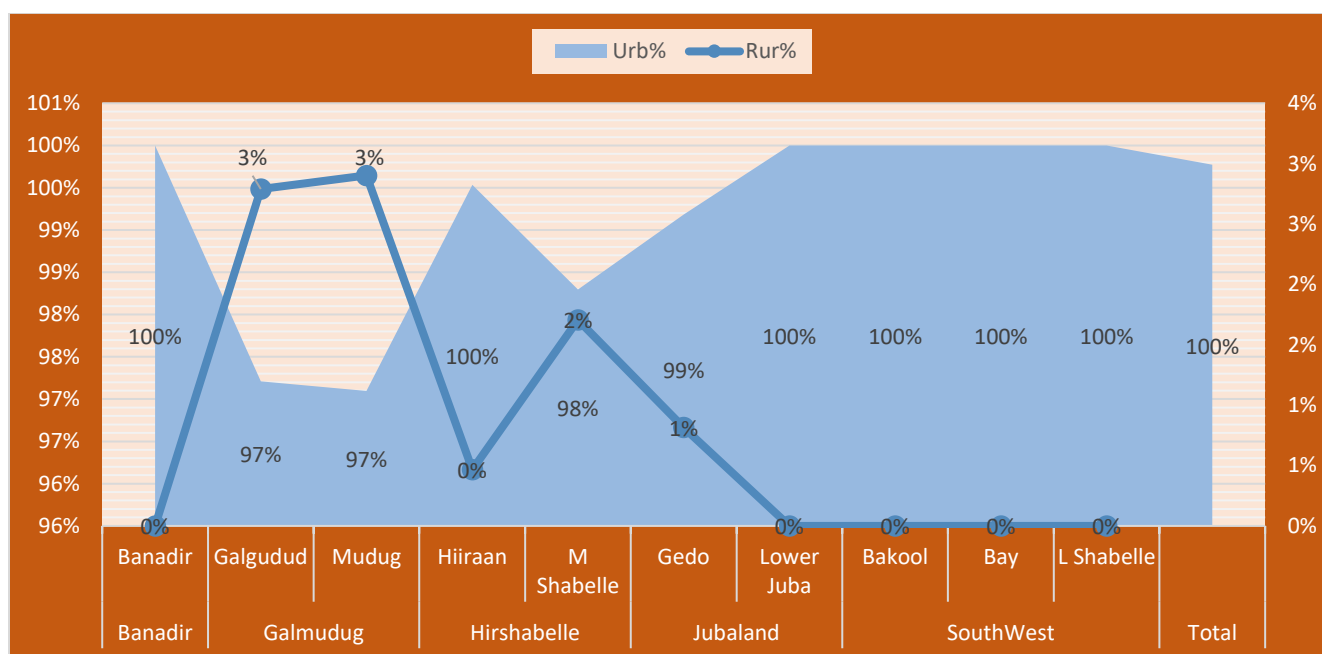 Urb% Rur%
101% 4%
100% 3% 3% 3%
100% 3%
99% 2%
99% 2%
98% 100% 100% 2% 99% 100% 100% 100% 100% 100%
98% 98% 2%
97% 1%
97% 97% 97% 0% 1%
96% 1%
96% 0% 0% 0% 0% 0% 0%
Banadir Galgudud Mudug Hiiraan M Shabelle Gedo Lower Juba Bakool Bay L Shabelle
Banadir Galmudug Hirshabelle Jubaland SouthWest Total